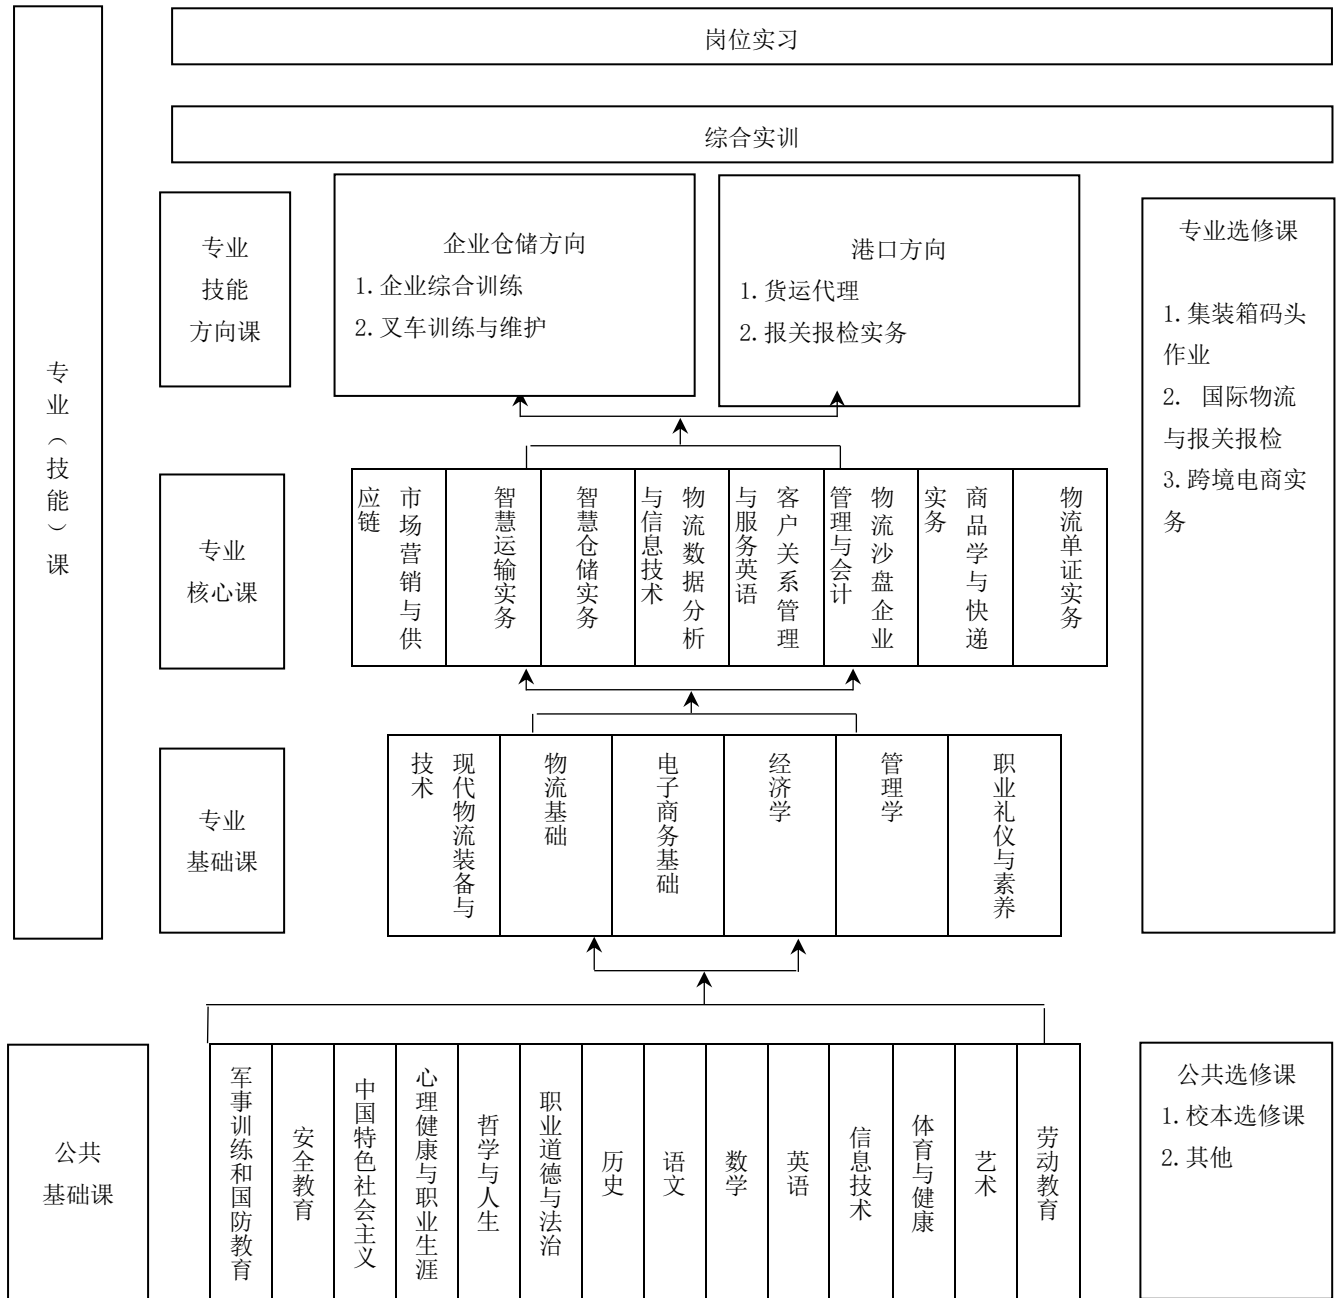 岗位实习
综合实训
专业（技能）课
专业
技能
方向课
企业仓储方向
1.企业综合训练
2.叉车训练与维护
港口方向
1.货运代理
2.报关报检实务
专业选修课
1.集装箱码头
作业
2. 国际物流
与报关报检
3.跨境电商实
务
专业
核心课
市场营销与供
应链
智慧运输实务
智慧仓储实务
物流数据分析
与信息技术
客户关系管理
与服务英语
物流沙盘企业
管理与会计
商品学与快递
实务
物流单证实务
专业
基础课
现代物流装备与
技术
物流基础
电子商务基础
经济学
管理学
职业礼仪与素养
公共
基础课
军事训练和国防教育
安全教育
中国特色社会主义
心理健康与职业生涯
哲学与人生
职业道德与法治
历史
语文
数学
英语
信息技术
体育与健康
艺术
劳动教育
公共选修课
1.校本选修课
2.其他